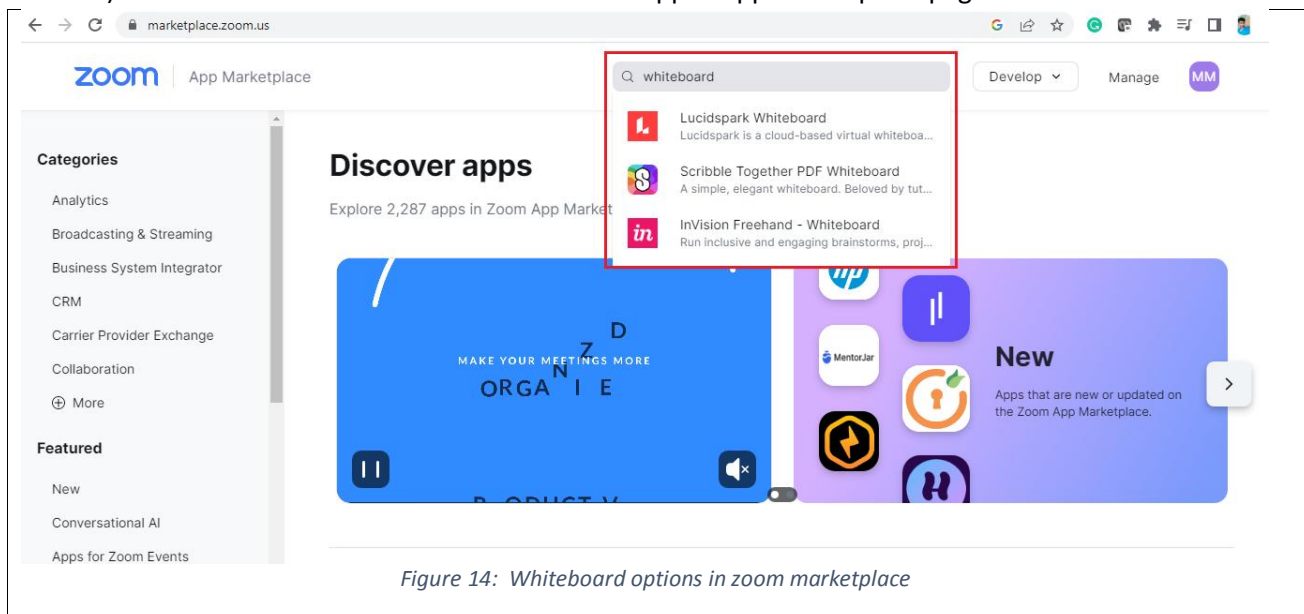 marketplace.zoom.us
zoom App Marketplace
whiteboard
Develop
Manage
MM
Lucidspark Whiteboard
Lucidspark is a cloud-based virtual whiteboa...
Scribble Together PDF Whiteboard
A simple, elegant whiteboard. Beloved by tut...
InVision Freehand - Whiteboard
Run inclusive and engaging brainstorms, proj...
Categories
Analytics
Broadcasting & Streaming
Business System Integrator
CRM
Carrier Provider Exchange
Collaboration
More
Featured
New
Conversational AI
Apps for Zoom Events
Discover apps
Explore 2,287 apps in Zoom App Market
MAKE YOUR MEETINGS MORE
ORGANIZED
hp
MentorJar
New
Apps that are new or updated on
the Zoom App Marketplace.
Figure 14: Whiteboard options in zoom marketplace